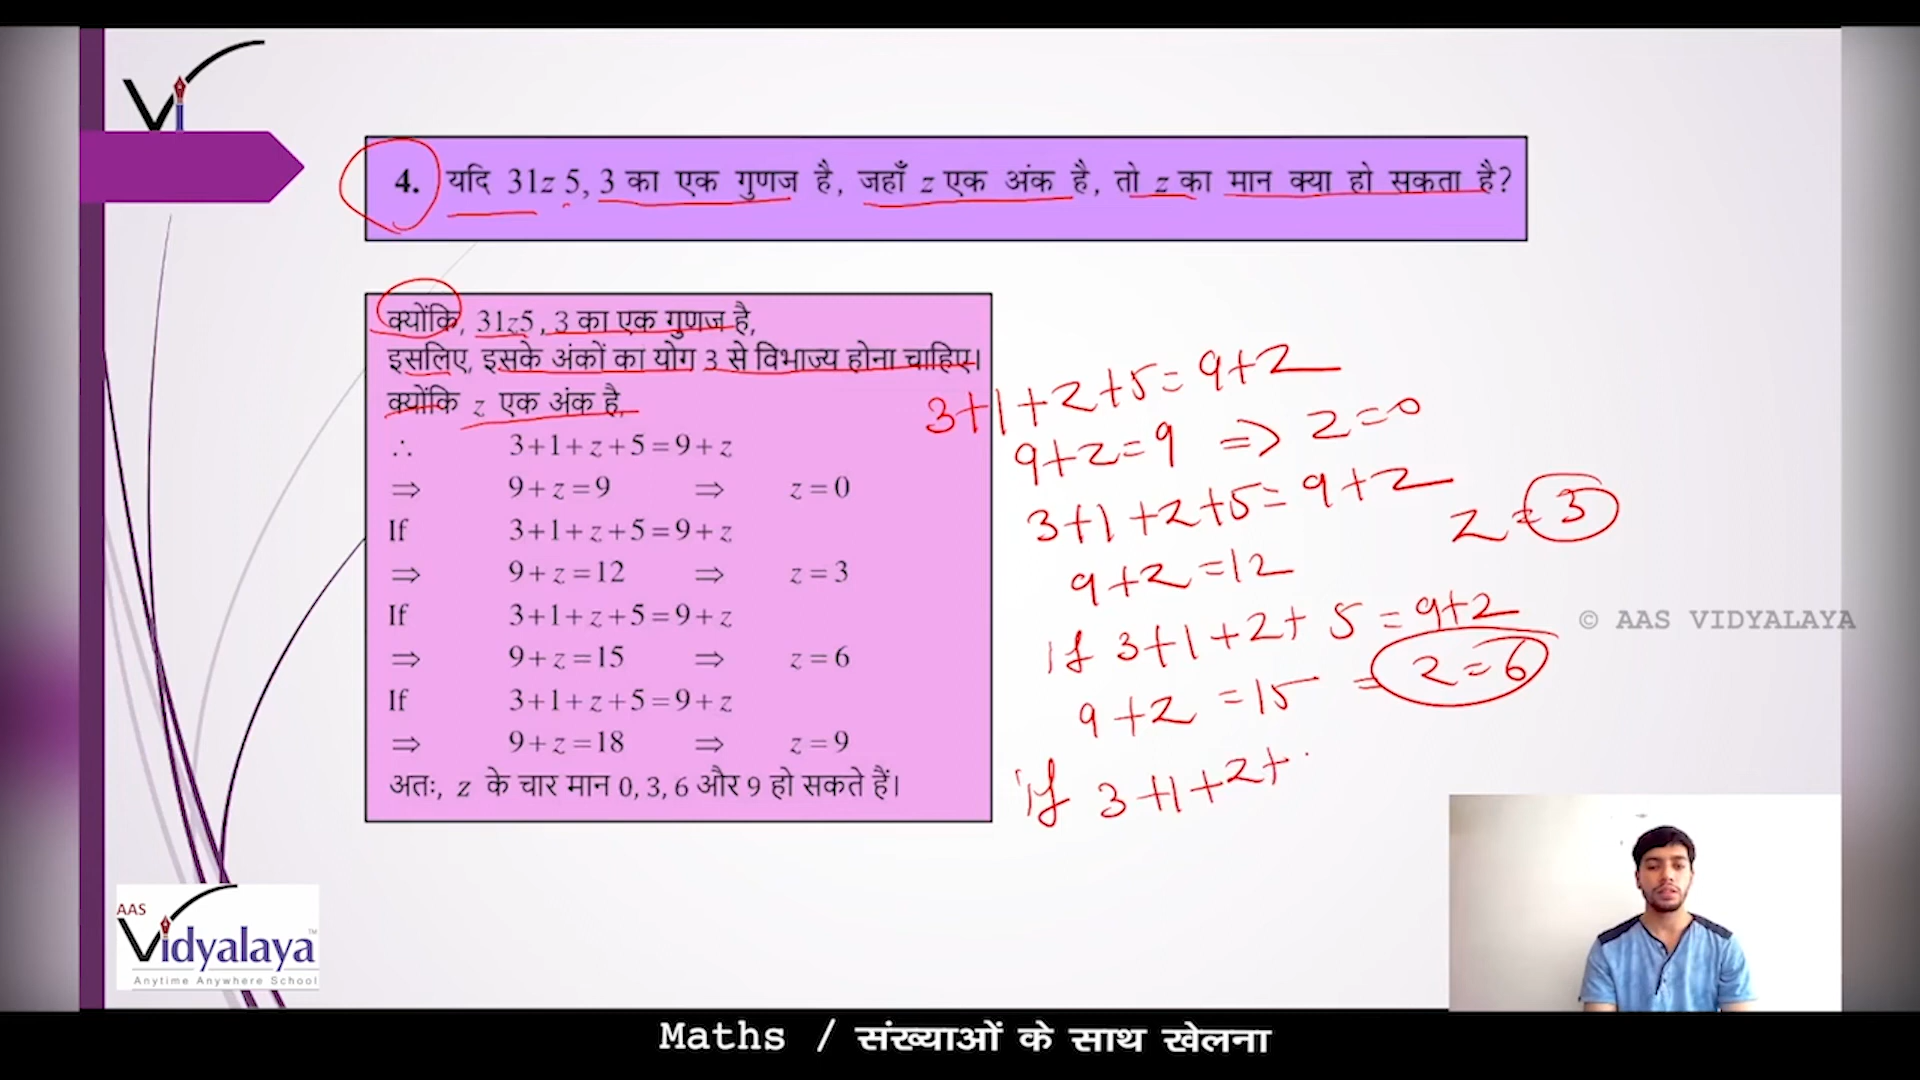 4. यदि 31z 5, 3 का एक गुणज है, जहाँ z एक अंक है, तो z का मान क्या हो सकता है?
क्योंकि, 31z5, 3 का एक गुणज है,
इसलिए, इसके अंकों का योग 3 से विभाज्य होना चाहिए।
क्योंकि z एक अंक है,
∴ 3+1+z+5=9+z
⇒ 9+z=9 ⇒ z=0
If 3+1+z+5=9+z
⇒ 9+z=12 ⇒ z=3
If 3+1+z+5=9+z
⇒ 9+z=15 ⇒ z=6
If 3+1+z+5=9+z
⇒ 9+z=18 ⇒ z=9
अतः, z के चार मान 0, 3, 6 और 9 हो सकते हैं।
3+1+z+5=9+z
9+z=9 => z=0
3+1+z+5=9+z
z=3
9+z=12
if 3+1+z+5=9+z
9+z=15 = z=6
if 3+1+z+
© AAS VIDYALAYA
AAS
Vidyalaya TM
Anytime Anywhere School
Maths / संख्याओं के साथ खेलना